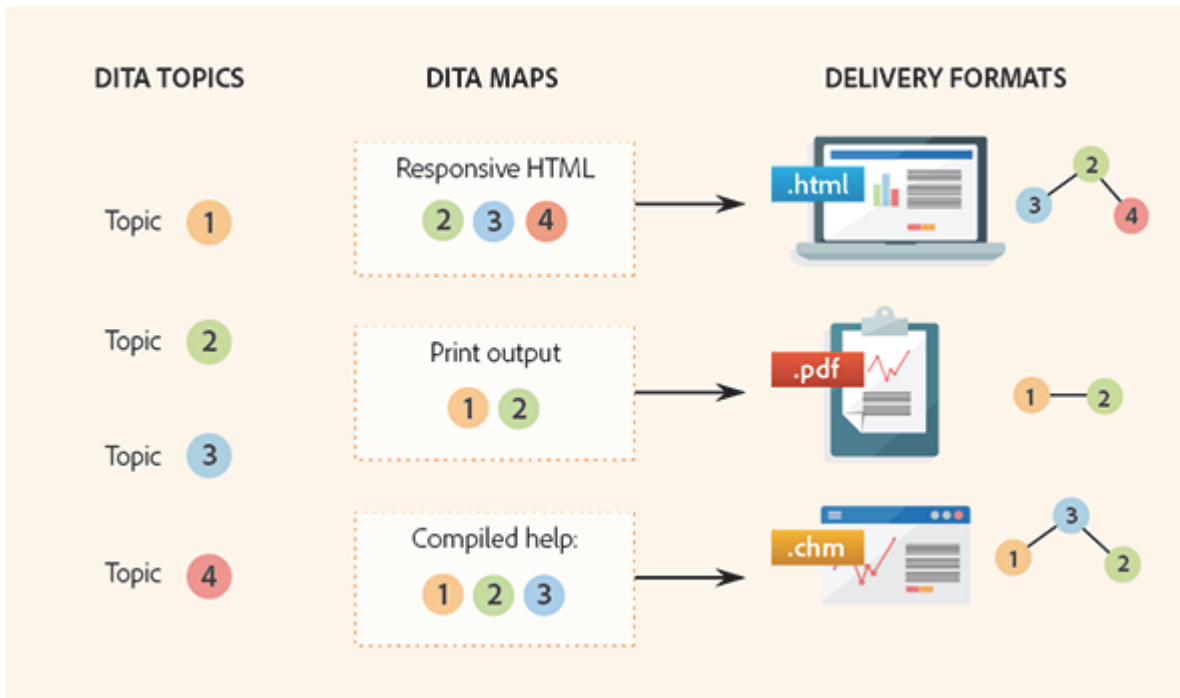 DITA TOPICS
DITA MAPS
DELIVERY FORMATS
Topic 1
Topic 2
Topic 3
Topic 4
Responsive HTML
2 3 4
Print output
1 2
Compiled help:
1 2 3
.html
2
3
4
.pdf
1 2
.chm
3
1
2